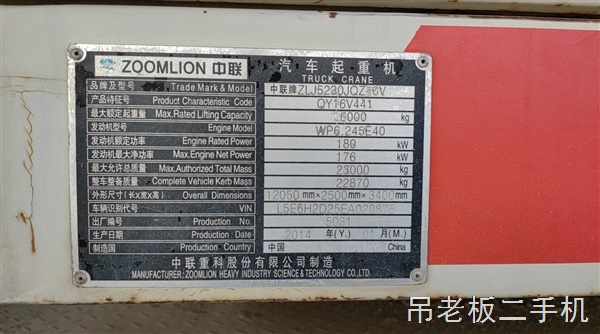 ZOOMLION 中联
汽车起重机
TRUCK CRANE
品牌及型号 Trade Mark & Model 中联牌ZLJ5230JQZ16V
产品特征号 Product Characteristic Code QY16V441
最大额定起重量 Max.Rated Lifting Capacity 16000 kg
发动机型号 Engine Model WP6.245E40
发动机额定功率 Engine Rated Power 180 kW
发动机最大净功率 Max.Engine Net Power 176 kW
最大允许总质量 Max.Authorized Total Mass 23000 kg
整车整备质量 Complete Vehicle Kerb Mass 22870 kg
外形尺寸(长x宽x高) Overall Dimensions 12050 mm×2500mm×3400mm
车辆识别代号 VIN
出厂编号 Production No. 5031
生产日期 Production Date 2014 年(Y.) 01 月(M.)
制造国 Production Country 中国 China
中联重科股份有限公司制造
MANUFACTURER: ZOOMLION HEAVY INDUSTRY SCIENCE & TECHNOLOGY CO.,LTD.
吊老板二手机